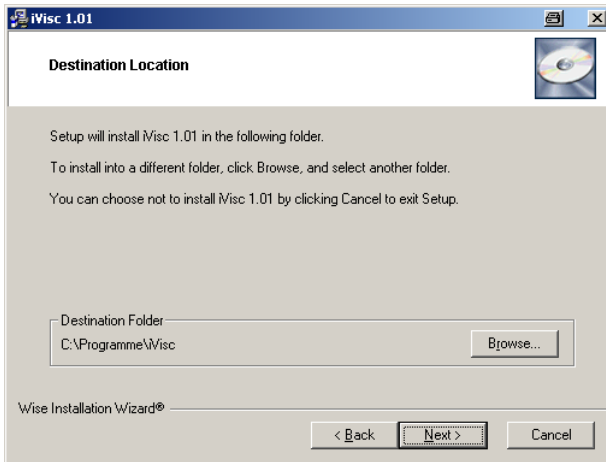 iVisc 1.01
Destination Location
Setup will install iVisc 1.01 in the following folder.
To install into a different folder, click Browse, and select another folder.
You can choose not to install iVisc 1.01 by clicking Cancel to exit Setup.
Destination Folder
C:\Programme\iVisc
Browse...
Wise Installation Wizard®
< Back
Next >
Cancel